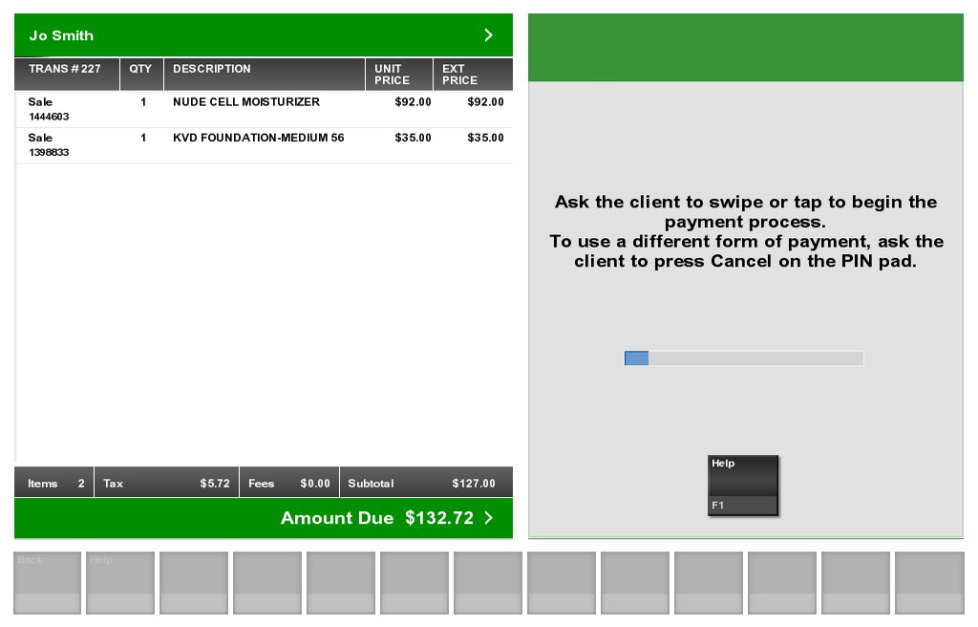 Jo Smith
TRANS # 227 QTY DESCRIPTION UNIT PRICE EXT PRICE
Sale 1 NUDE CELL MOISTURIZER $92.00 $92.00
1444603
Sale 1 KVD FOUNDATION-MEDIUM 56 $35.00 $35.00
1398833
Items 2 Tax $5.72 Fees $0.00 Subtotal $127.00
Amount Due $132.72
Ask the client to swipe or tap to begin the
payment process.
To use a different form of payment, ask the
client to press Cancel on the PIN pad.
Help
F1
Back Help